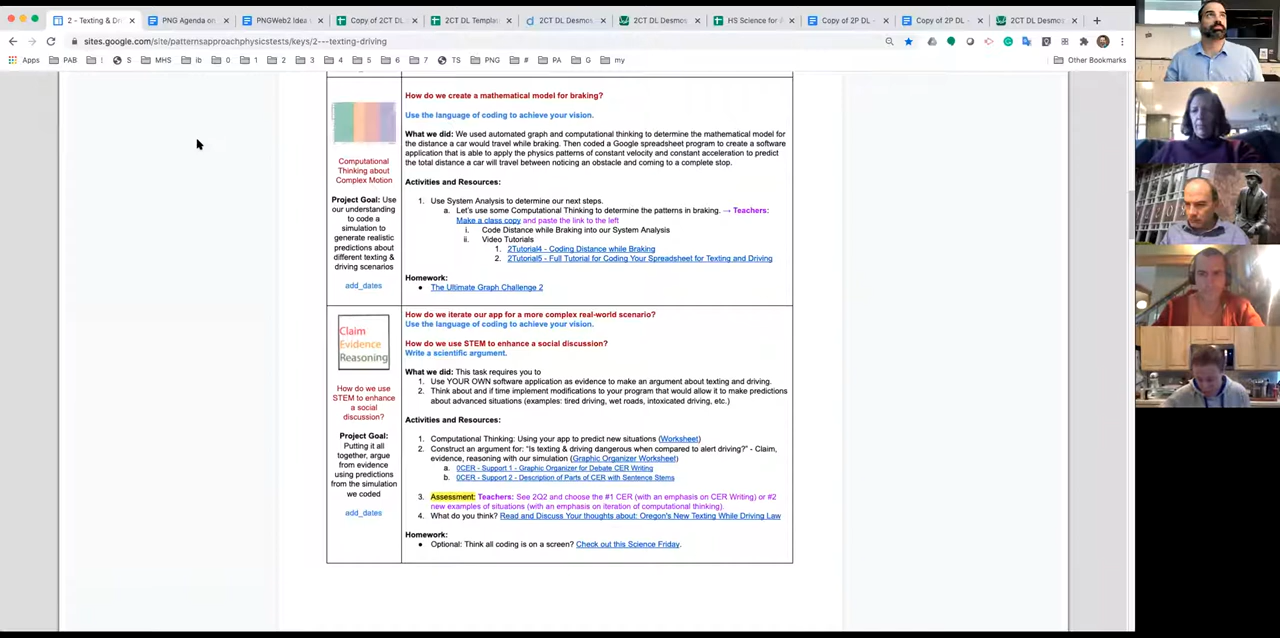 2 - Texting & Dri
PNG Agenda on
PNGWeb2 Idea
Copy of 2CT DL
2CT DL Templat
2CT DL Desmos
2CT DL Desmo
HS Science for A
Copy of 2P DL -
Copy of 2P DL -
2CT DL Desmos
sites.google.com/site/patternsapproachphysicstests/keys/2---texting-driving
Apps PAB S MHS ib 0 1 2 3 4 5 6 7 TS PNG # PA G my Other Bookmarks
How do we create a mathematical model for braking?
Use the language of coding to achieve your vision.
What we did: We used automated graph and computational thinking to determine the mathematical model for
the distance a car would travel while braking. Then coded a Google spreadsheet program to create a software
application that is able to apply the physics patterns of constant velocity and constant acceleration to predict
the total distance a car will travel between noticing an obstacle and coming to a complete stop.
Computational
Thinking about
Complex Motion
Project Goal: Use
our understanding
to code a
simulation to
generate realistic
predictions about
different texting &
driving scenarios
add_dates
Activities and Resources:
1. Use System Analysis to determine our next steps.
a. Let's use some Computational Thinking to determine the patterns in braking. → Teachers:
Make a class copy and paste the link to the left
i. Code Distance while Braking into our System Analysis
ii. Video Tutorials
1. 2Tutorial4 - Coding Distance while Braking
2. 2Tutorial5 - Full Tutorial for Coding Your Spreadsheet for Texting and Driving
Homework:
● The Ultimate Graph Challenge 2
Claim
Evidence
Reasoning
How do we use
STEM to enhance
a social
discussion?
Project Goal:
Putting it all
together, argue
from evidence
using predictions
from the simulation
we coded
add_dates
How do we iterate our app for a more complex real-world scenario?
Use the language of coding to achieve your vision.
How do we use STEM to enhance a social discussion?
Write a scientific argument.
What we did: This task requires you to
1. Use YOUR OWN software application as evidence to make an argument about texting and driving.
2. Think about and if time implement modifications to your program that would allow it to make predictions
about advanced situations (examples: tired driving, wet roads, intoxicated driving, etc.)
Activities and Resources:
1. Computational Thinking: Using your app to predict new situations (Worksheet)
2. Construct an argument for: "Is texting & driving dangerous when compared to alert driving?" - Claim,
evidence, reasoning with our simulation (Graphic Organizer Worksheet)
a. 0CER - Support 1 - Graphic Organizer for Debate CER Writing
b. 0CER - Support 2 - Description of Parts of CER with Sentence Stems
3. Assessment: Teachers: See 2Q2 and choose the #1 CER (with an emphasis on CER Writing) or #2
new examples of situations (with an emphasis on iteration of computational thinking).
4. What do you think? Read and Discuss Your thoughts about: Oregon's New Texting While Driving Law
Homework:
● Optional: Think all coding is on a screen? Check out this Science Friday.